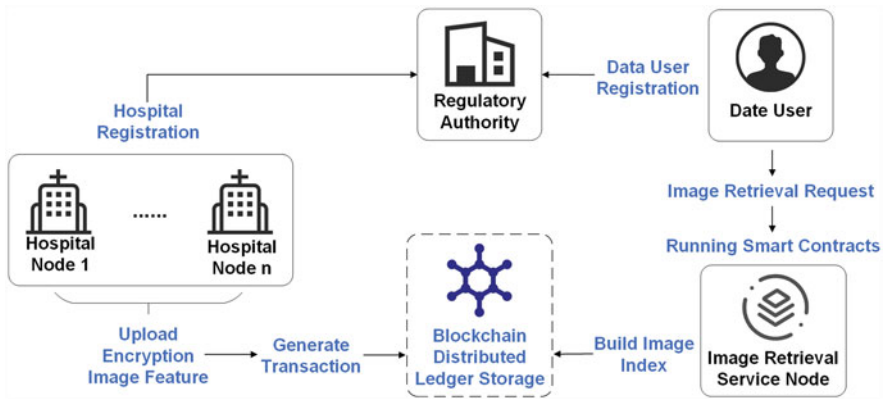 Hospital
Registration
Regulatory
Authority
Data User
Registration
Date User
Hospital
Node 1
......
Hospital
Node n
Image Retrieval Request
Running Smart Contracts
Upload
Encryption
Image Feature
Generate
Transaction
Blockchain
Distributed
Ledger Storage
Build Image
Index
Image Retrieval
Service Node